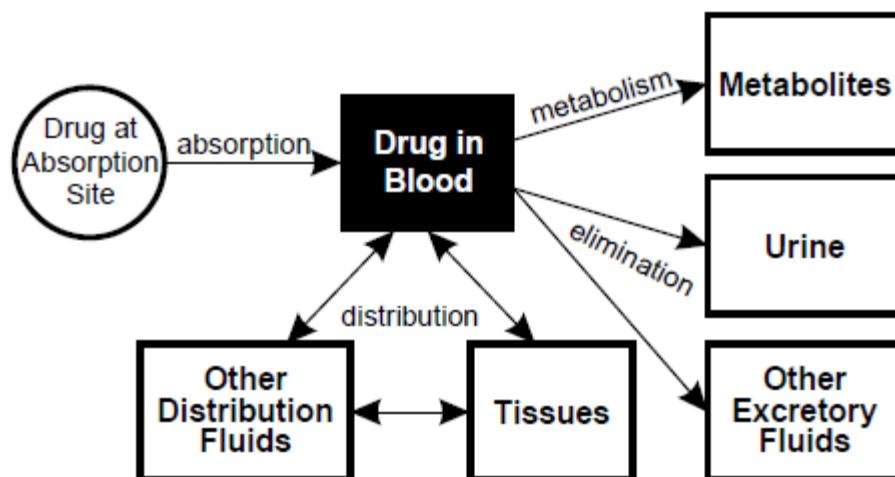 Drug at
Absorption
Site
absorption
Drug in
Blood
metabolism
Metabolites
elimination
Urine
distribution
Other
Distribution
Fluids
Tissues
Other
Excretory
Fluids